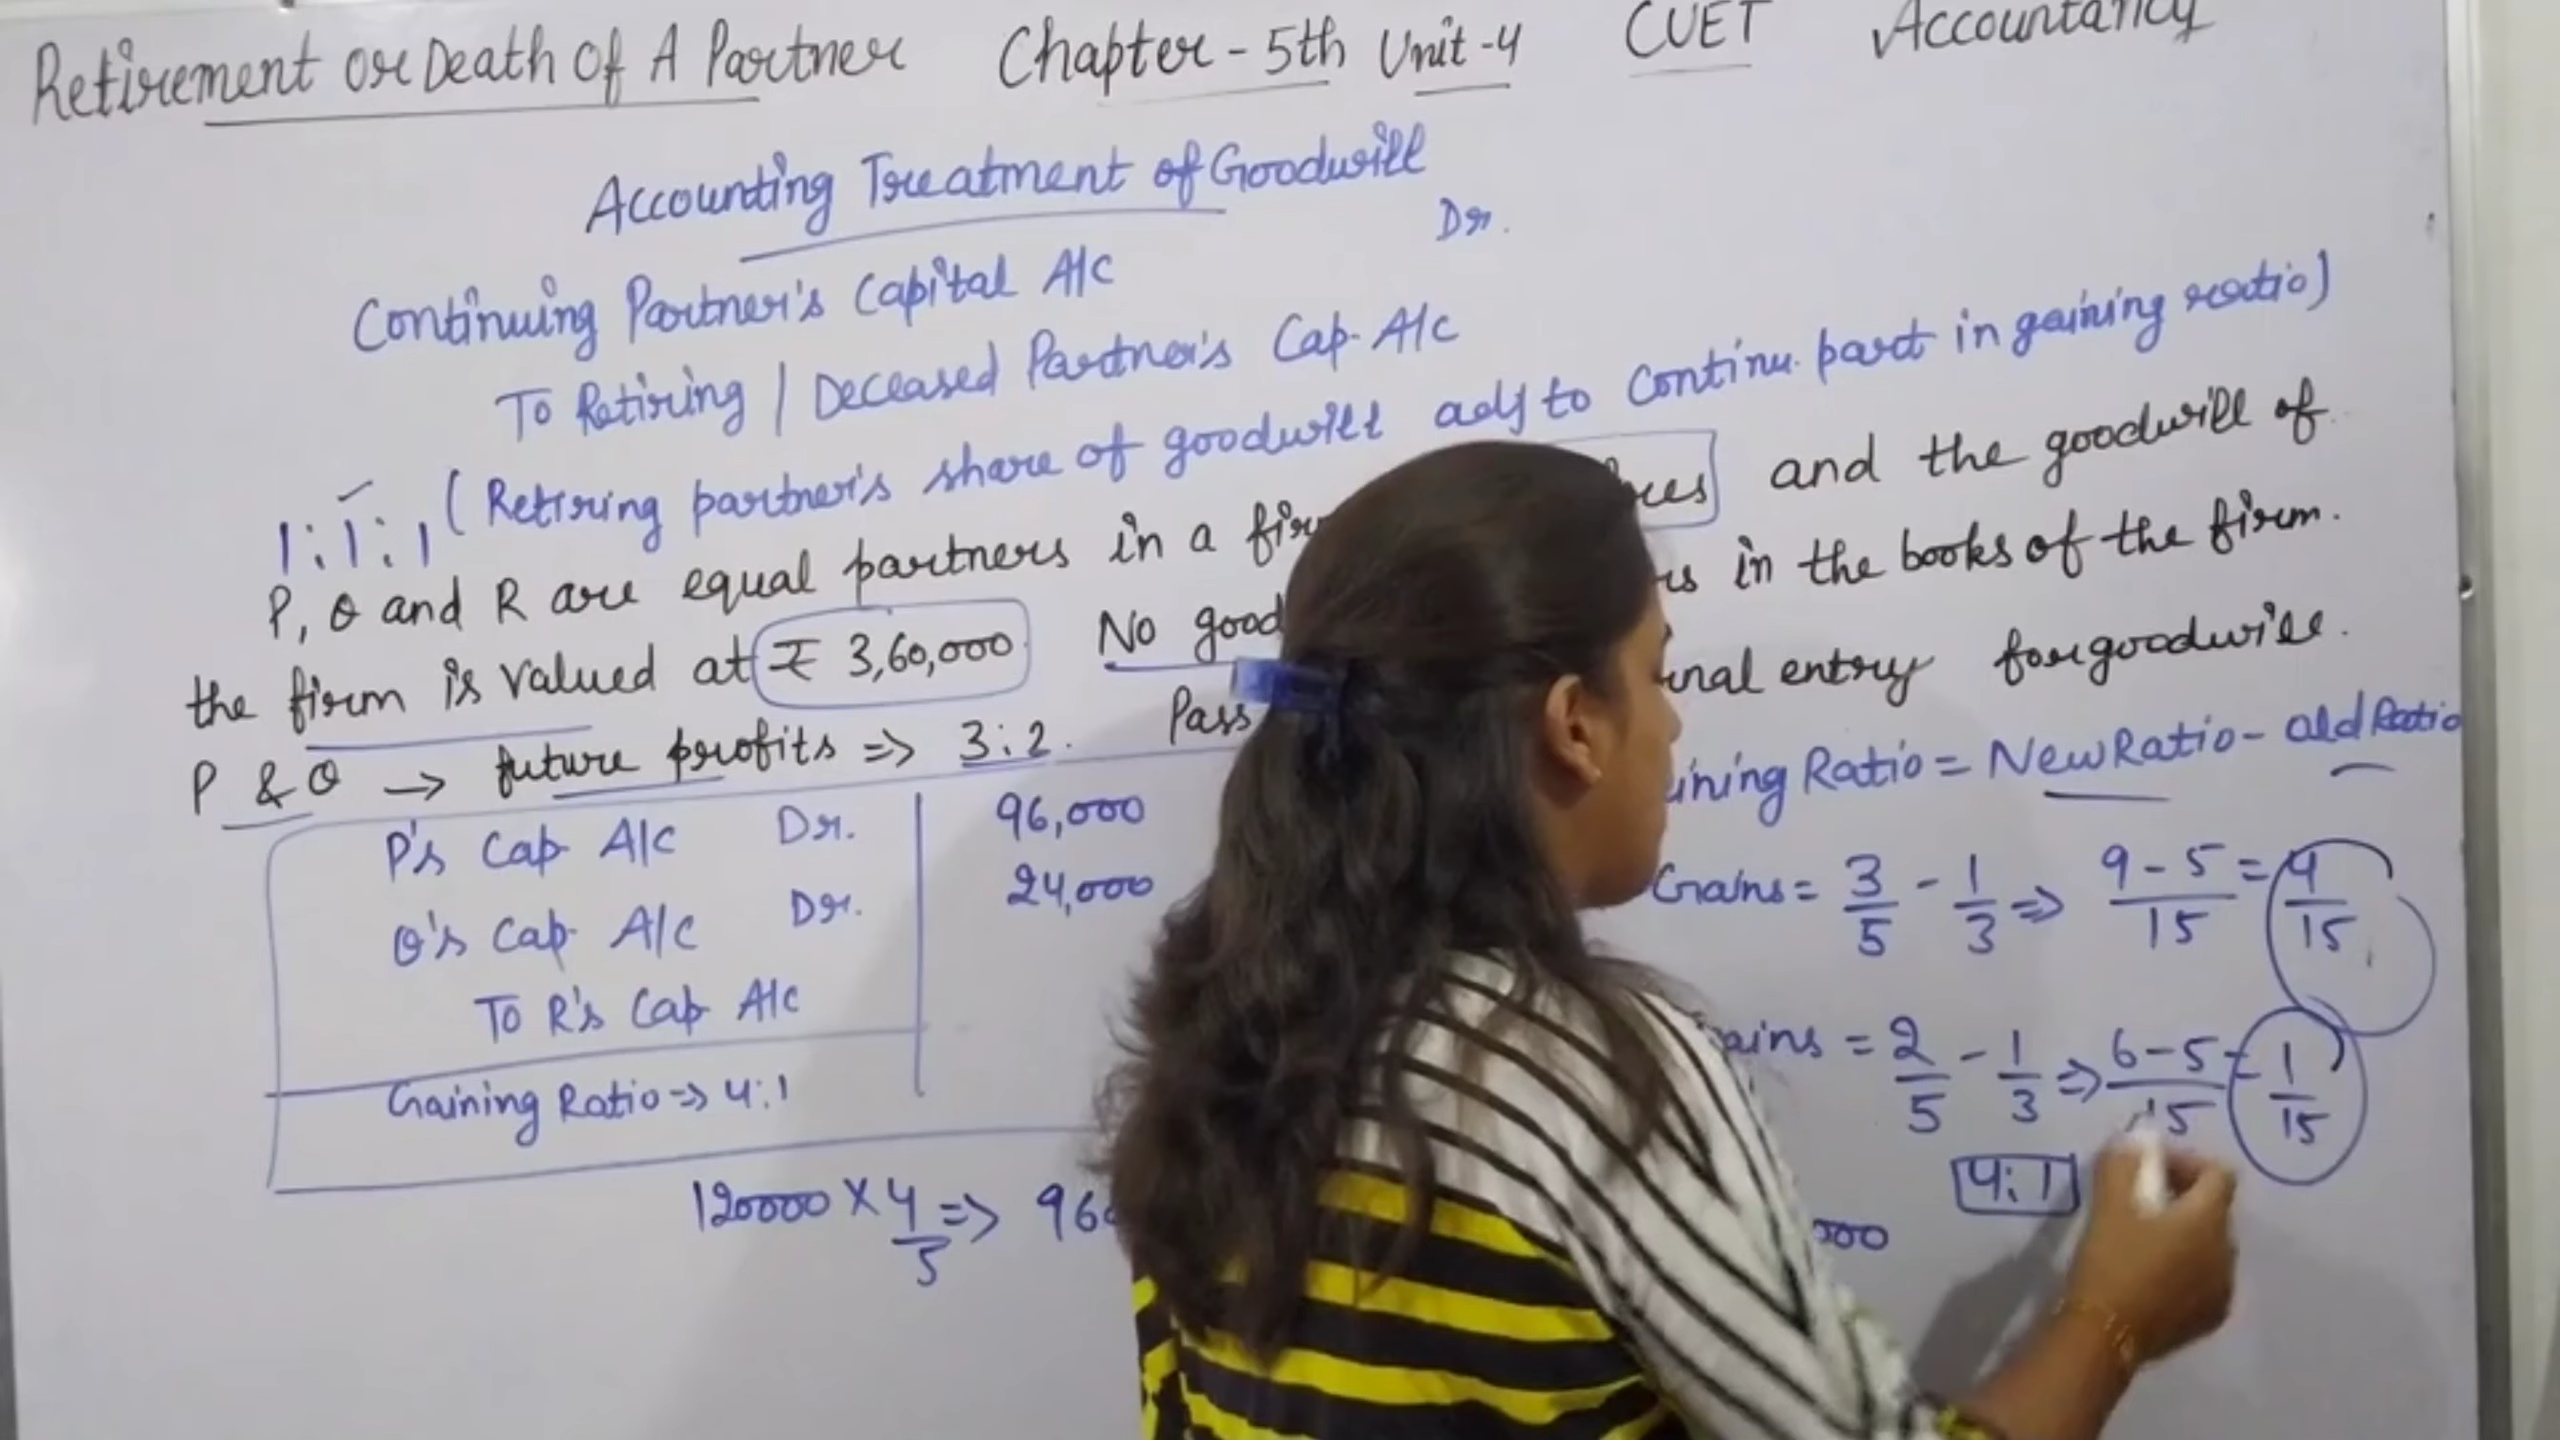 Retirement or Death Of A Partner Chapter - 5th Unit -4 CUET Accountancy
Accounting Treatment of Goodwill
Continuing Partner's Capital A/c Dr.
To Retiring / Deceased Partner's Cap. A/c
( Retiring partner's share of goodwill adj to Continu. part in gaining ratio)
1:1:1
P, Q and R are equal partners in a and the goodwill of
the firm is valued at ₹ 3,60,000 No in the books of the firm.
P & Q → future profits ⇒ 3:2. Pass entry for goodwill.
P's Cap A/c Dr. 96,000
Q's Cap A/c Dr. 24,000
To R's Cap A/c
Gaining Ratio ⇒ 4:1
120000 × 4/5 ⇒
Ratio = New Ratio - old Ratio
Gains = 3/5 - 1/3 ⇒ 9-5/15 = 4/15
= 2/5 - 1/3 ⇒ 6-5/15 = 1/15
4:1